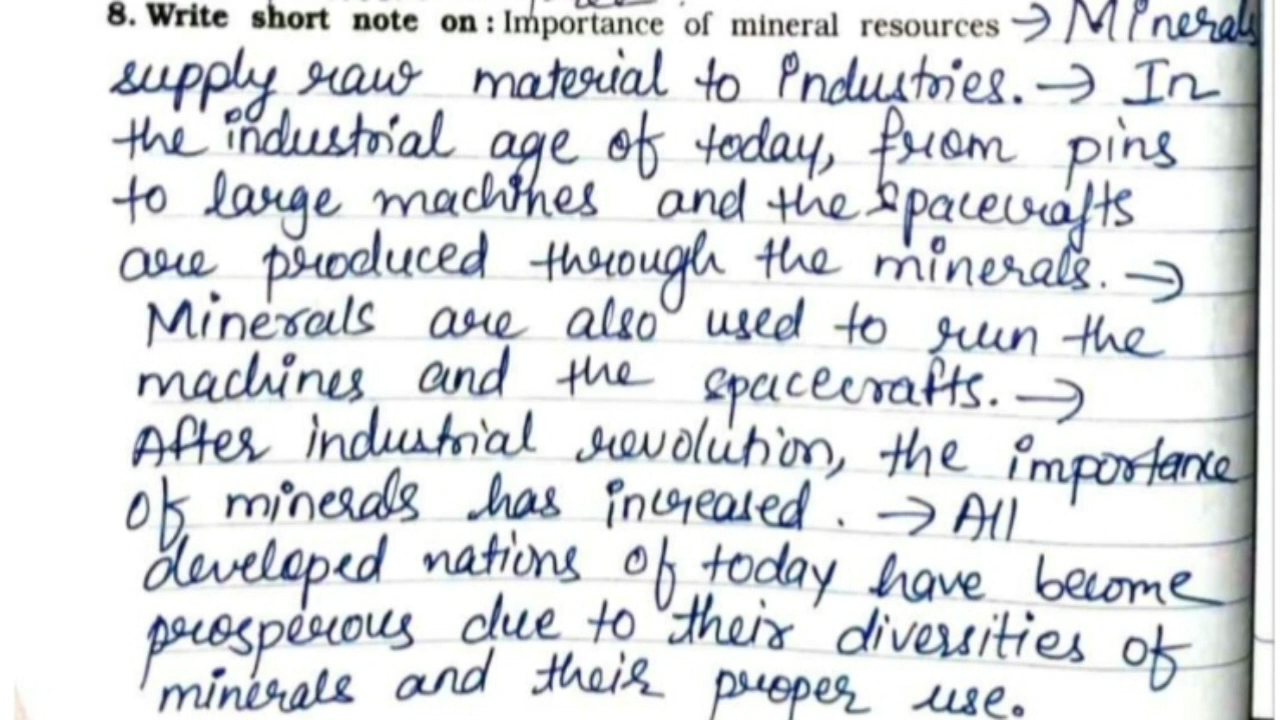 8. Write short note on : Importance of mineral resources → Minerals
supply raw material to industries. → In
the industrial age of today, from pins
to large machines and the spacecrafts
are produced through the minerals. →
Minerals are also used to run the
machines and the spacecrafts. →
After industrial revolution, the importance
of minerals has increased. → All
developed nations of today have become
prosperous due to their diversities of
minerals and their proper use.